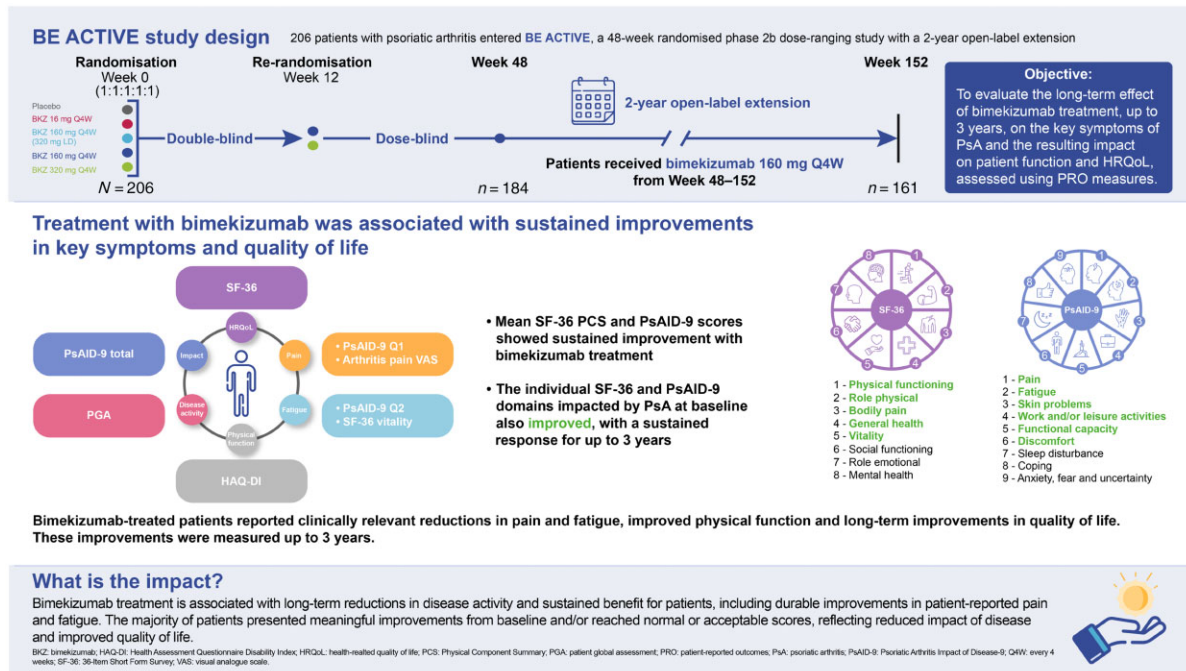 BE ACTIVE study design
206 patients with psoriatic arthritis entered BE ACTIVE, a 48-week randomised phase 2b dose-ranging study with a 2-year open-label extension
Randomisation
Week 0
(1:1:1:1:1)
Re-randomisation
Week 12
Week 48
Week 152
Placebo
BKZ 16 mg Q4W
BKZ 160 mg Q4W
(320 mg LD)
BKZ 160 mg Q4W
BKZ 320 mg Q4W
Double-blind
Dose-blind
2-year open-label extension
Patients received bimekizumab 160 mg Q4W
from Week 48–152
N = 206
n = 184
n = 161
Objective:
To evaluate the long-term effect
of bimekizumab treatment, up to
3 years, on the key symptoms of
PsA and the resulting impact
on patient function and HRQoL,
assessed using PRO measures.
Treatment with bimekizumab was associated with sustained improvements
in key symptoms and quality of life
SF-36
HRQoL
PsAID-9 total
Impact
Pain
• PsAID-9 Q1
• Arthritis pain VAS
PGA
Disease
activity
Fatigue
• PsAID-9 Q2
• SF-36 vitality
Physical
function
HAQ-DI
• Mean SF-36 PCS and PsAID-9 scores
showed sustained improvement with
bimekizumab treatment
• The individual SF-36 and PsAID-9
domains impacted by PsA at baseline
also improved, with a sustained
response for up to 3 years
8
1
7
2
SF-36
6
3
5
4
1 - Physical functioning
2 - Role physical
3 - Bodily pain
4 - General health
5 - Vitality
6 - Social functioning
7 - Role emotional
8 - Mental health
9
1
8
2
PsAID-9
7
3
6
4
5
1 - Pain
2 - Fatigue
3 - Skin problems
4 - Work and/or leisure activities
5 - Functional capacity
6 - Discomfort
7 - Sleep disturbance
8 - Coping
9 - Anxiety, fear and uncertainty
Bimekizumab-treated patients reported clinically relevant reductions in pain and fatigue, improved physical function and long-term improvements in quality of life.
These improvements were measured up to 3 years.
What is the impact?
Bimekizumab treatment is associated with long-term reductions in disease activity and sustained benefit for patients, including durable improvements in patient-reported pain
and fatigue. The majority of patients presented meaningful improvements from baseline and/or reached normal or acceptable scores, reflecting reduced impact of disease
and improved quality of life.
BKZ: bimekizumab; HAQ-DI: Health Assessment Questionnaire Disability Index; HRQoL: health-realted quality of life; PCS: Physical Component Summary; PGA: patient global assessment; PRO: patient-reported outcomes; PsA: psoriatic arthritis; PsAID-9: Psoriatic Arthritis Impact of Disease-9; Q4W: every 4
weeks; SF-36: 36-Item Short Form Survey; VAS: visual analogue scale.